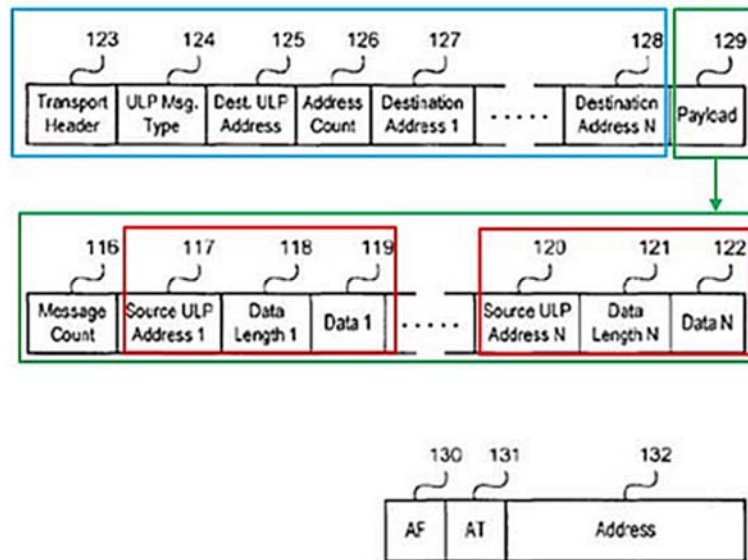 123 124 125 126 127 128 129
Transport Header ULP Msg. Type Dest. ULP Address Address Count Destination Address 1 ..... Destination Address N Payload
116 117 118 119 120 121 122
Message Count Source ULP Address 1 Data Length 1 Data 1 ..... Source ULP Address N Data Length N Data N
130 131 132
AF AT Address